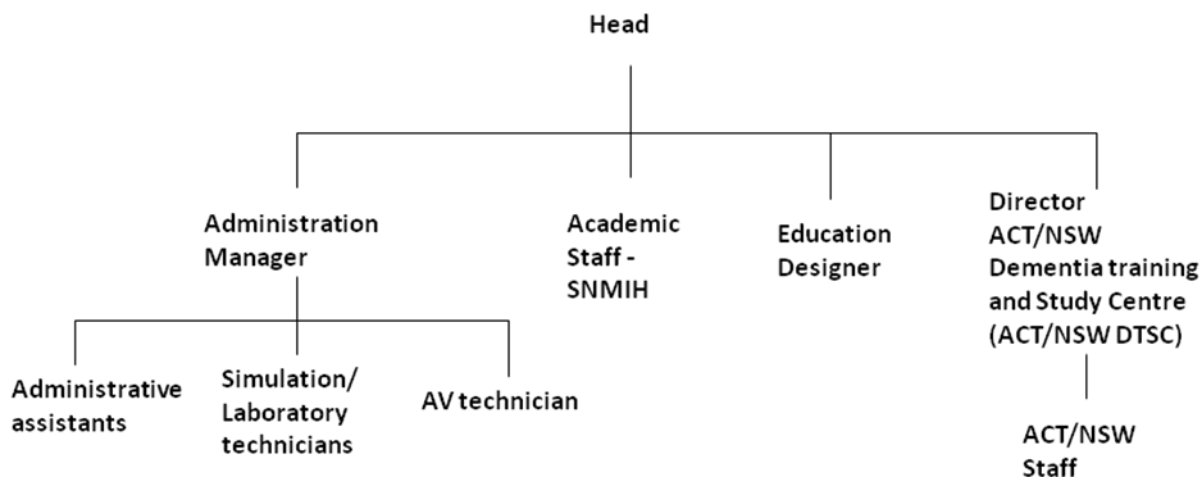 Head
Administration
Manager
Academic
Staff -
SNMIH
Education
Designer
Director
ACT/NSW
Dementia training
and Study Centre
(ACT/NSW DTSC)
Administrative
assistants
Simulation/
Laboratory
technicians
AV technician
ACT/NSW
Staff